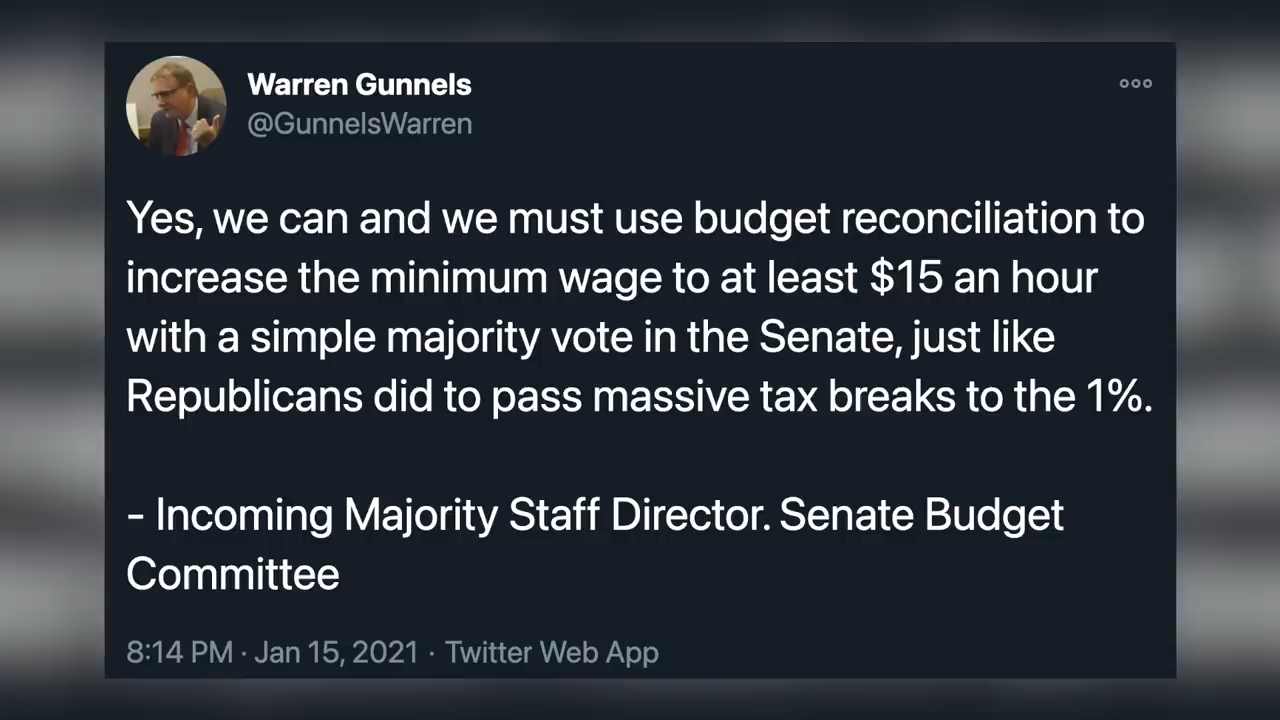 Warren Gunnels
@GunnelsWarren
Yes, we can and we must use budget reconciliation to
increase the minimum wage to at least $15 an hour
with a simple majority vote in the Senate, just like
Republicans did to pass massive tax breaks to the 1%.
- Incoming Majority Staff Director. Senate Budget
Committee
8:14 PM · Jan 15, 2021 · Twitter Web App